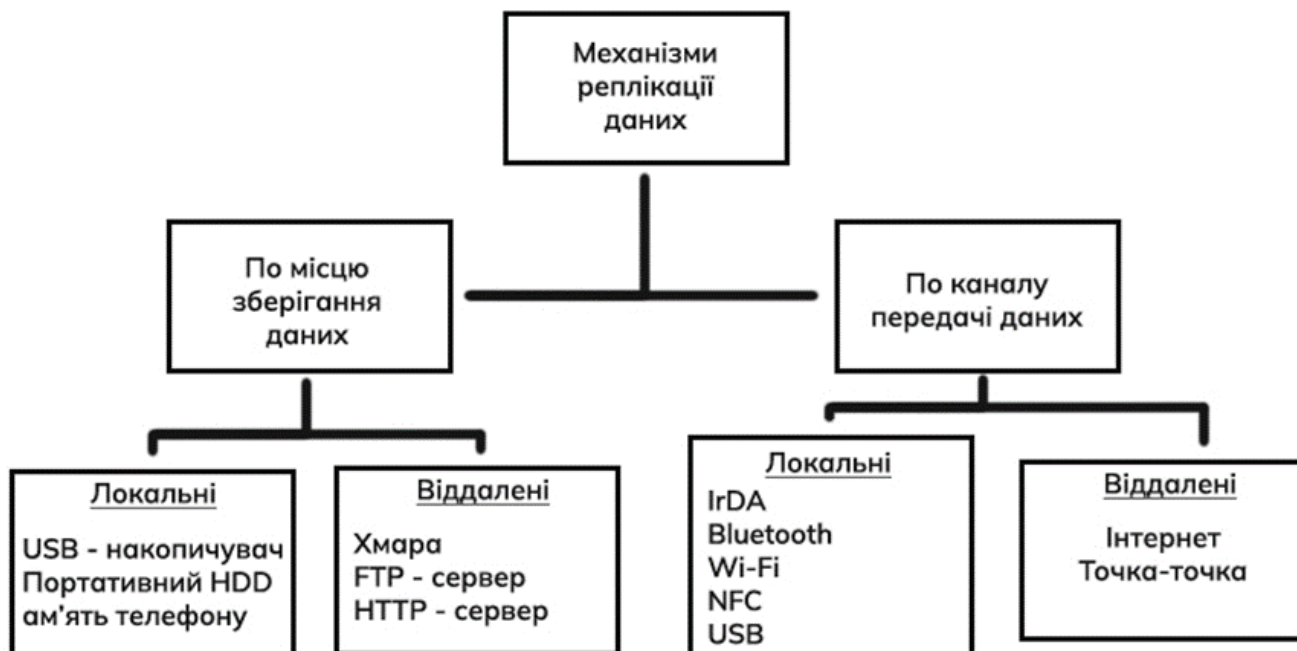 Механізми
реплікації
даних
По місцю
зберігання
даних
По каналу
передачі даних
Локальні
USB - накопичувач
Портативний HDD
ам'ять телефону
Віддалені
Хмара
FTP - сервер
HTTP - сервер
Локальні
IrDA
Bluetooth
Wi-Fi
NFC
USB
Віддалені
Інтернет
Точка-точка